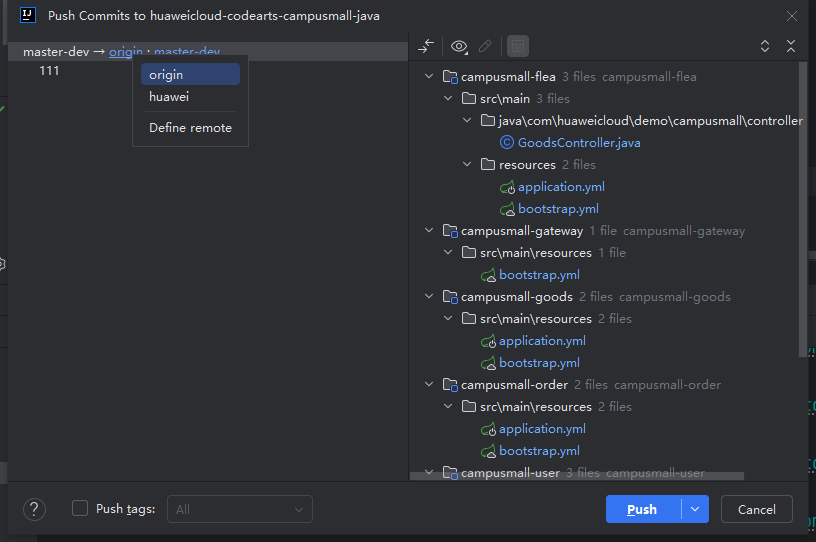 Push Commits to huaweicloud-codearts-campusmall-java
master-dev → origin : master-dev
111
origin
huawei
Define remote
campusmall-flea 3 files campusmall-flea
src\main 3 files
java\com\huaweicloud\demo\campusmall\controller
GoodsController.java
resources 2 files
application.yml
bootstrap.yml
campusmall-gateway 1 file campusmall-gateway
src\main\resources 1 file
bootstrap.yml
campusmall-goods 2 files campusmall-goods
src\main\resources 2 files
application.yml
bootstrap.yml
campusmall-order 2 files campusmall-order
src\main\resources 2 files
application.yml
bootstrap.yml
campusmall-user 3 files campusmall-user
? Push tags: All
Push
Cancel